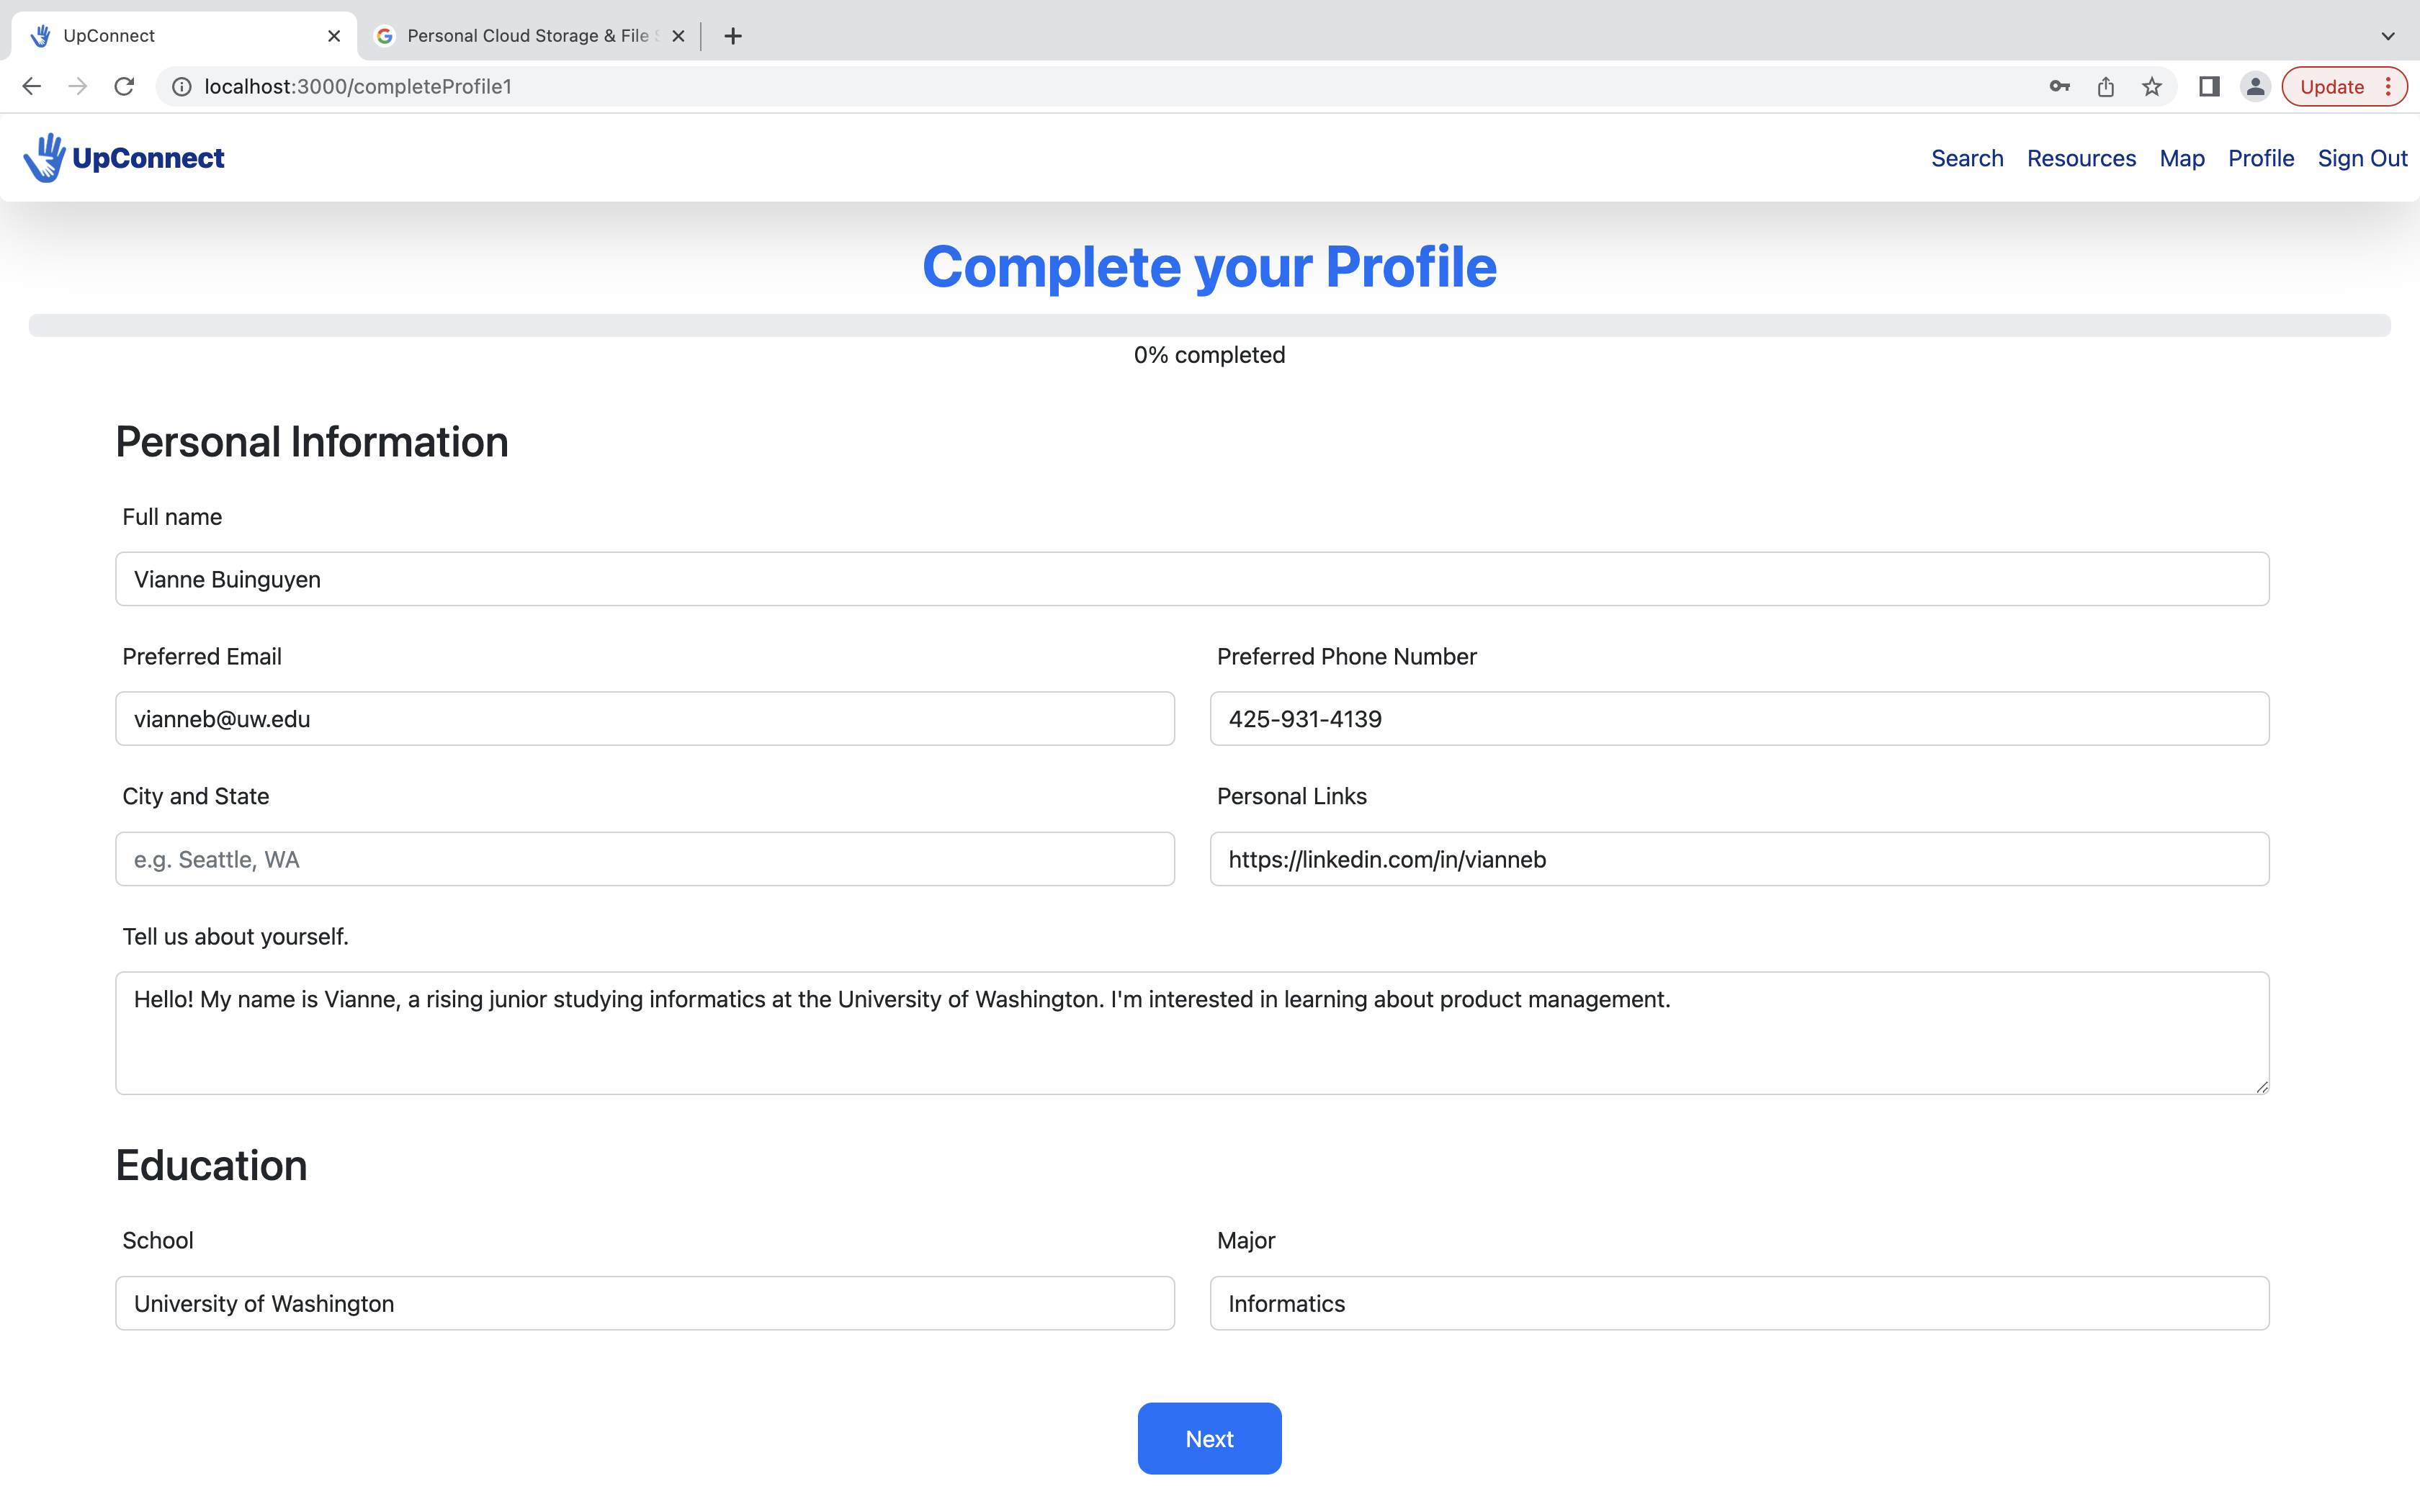 UpConnect
Personal Cloud Storage & File
localhost:3000/completeProfile1
Update
UpConnect
Search Resources Map Profile Sign Out
Complete your Profile
0% completed
Personal Information
Full name
Vianne Buinguyen
Preferred Email Preferred Phone Number
vianneb@uw.edu 425-931-4139
City and State Personal Links
e.g. Seattle, WA https://linkedin.com/in/vianneb
Tell us about yourself.
Hello! My name is Vianne, a rising junior studying informatics at the University of Washington. I'm interested in learning about product management.
Education
School Major
University of Washington Informatics
Next